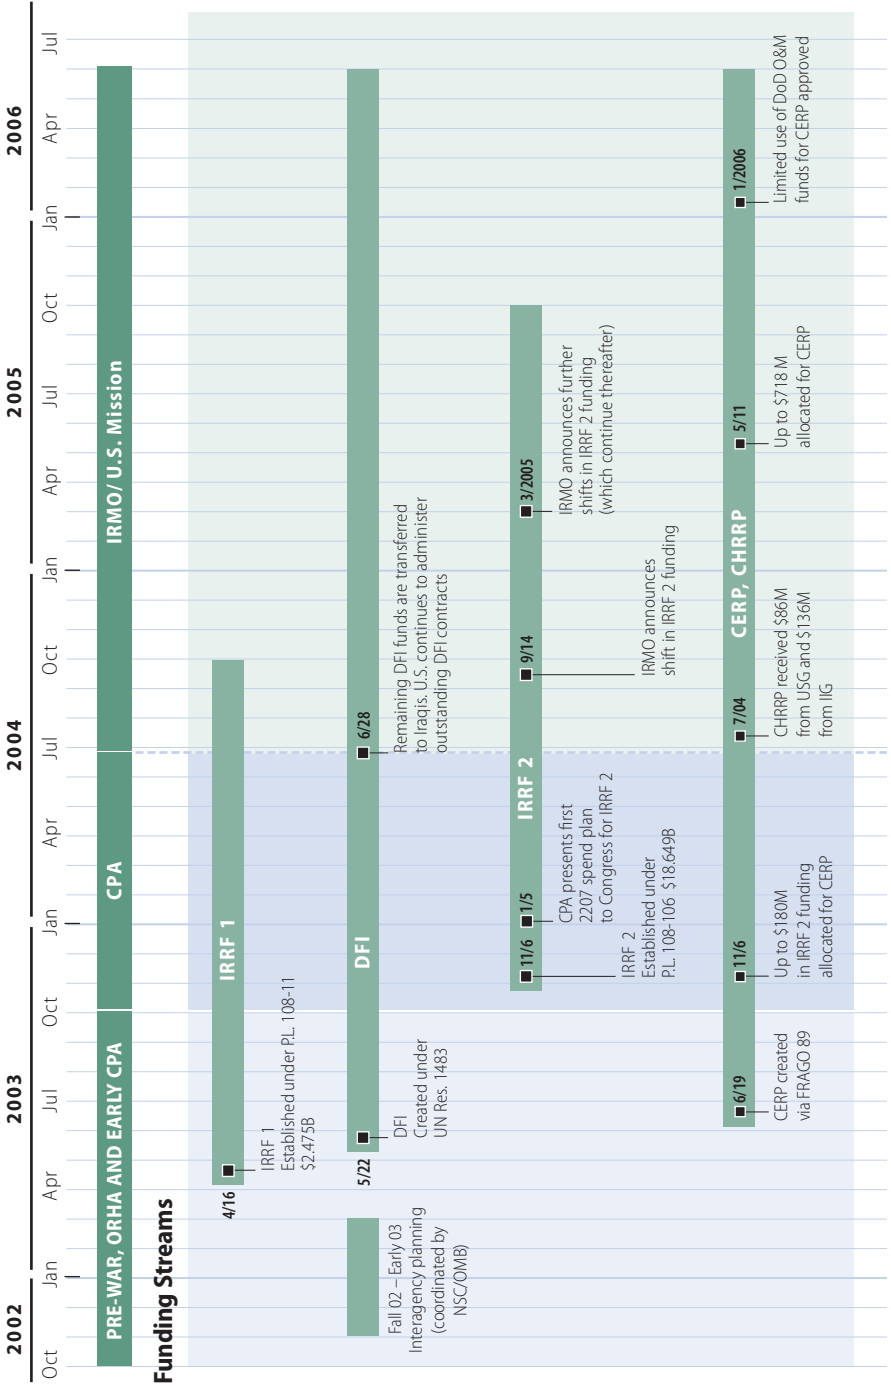 2002
2003
2004
2005
2006
Oct
Jan
Apr
Jul
Oct
Jan
Apr
Jul
Oct
Jan
Apr
Jul
Oct
Jan
Apr
Jul
PRE-WAR, ORHA AND EARLY CPA
CPA
IRMO/ U.S. Mission
Funding Streams
IRRF 1
4/16
IRRF 1
Established under P.L. 108-11
$2.475B
Fall 02 – Early 03
Interagency planning
(coordinated by
NSC/OMB)
DFI
5/22
DFI
Created under
UN Res. 1483
6/28
Remaining DFI funds are transferred
to Iraqis. U.S. continues to administer
outstanding DFI contracts
IRRF 2
11/6
IRRF 2
Established under
P.L. 108-106 $18.649B
1/5
CPA presents first
2207 spend plan
to Congress for IRRF 2
9/14
IRMO announces
shift in IRRF 2 funding
3/2005
IRMO announces further
shifts in IRRF 2 funding
(which continue thereafter)
CERP, CHRRP
6/19
CERP created
via FRAGO 89
11/6
Up to $180M
in IRRF 2 funding
allocated for CERP
7/04
CHRRP received $86M
from USG and $136M
from IIG
5/11
Up to $718 M
allocated for CERP
1/2006
Limited use of DoD O&M
funds for CERP approved